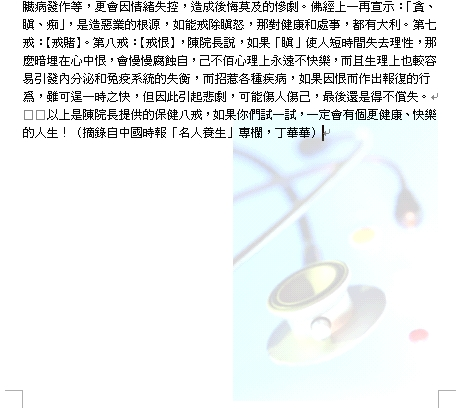 臟病發作等，更會因情緒失控，造成後悔莫及的慘劇。佛經上一再宣示：「貪、
瞋、痴」，是造惡業的根源，如能戒除瞋怒，那對健康和處事，都有大利。第七
戒：【戒賭】。第八戒：【戒恨】，陳院長說，如果「瞋」使人短時間失去理性，那
麼暗埋在心中恨，會慢慢腐蝕自，己不佰心理上永遠不快樂，而且生理上也較容
易引發內分泌和免疫系統的失衡，而招惹各種疾病，如果因恨而作出報復的行
爲，雖可逞一時之快，但因此引起悲劇，可能傷人傷己，最後還是得不償失。
□□以上是陳院長提供的保健八戒，如果你們試一試，一定會有個更健康、快樂
的人生！（摘錄自中國時報「名人養生」專欄，丁華華）